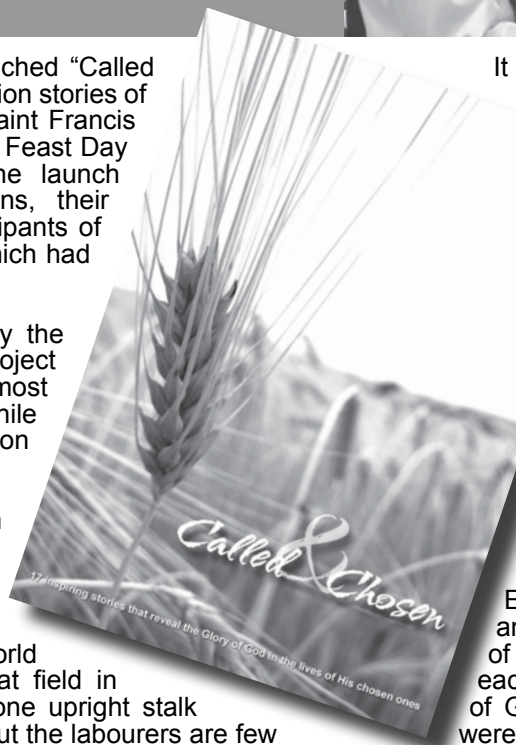 ched “Called
ion stories of
aint Francis
Feast Day
he launch
ns, their
ipants of
hich had
y the
oject
most
hile
on
orld
at field in
one upright stalk
ut the labourers are few
Called & Chosen
17 inspiring stories that reveal the Glory of God in the lives of His chosen ones
It
E
ar
of
eac
of G
were